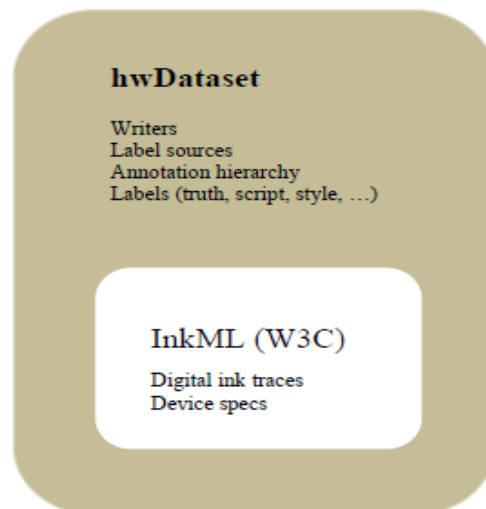 hwDataset
Writers
Label sources
Annotation hierarchy
Labels (truth, script, style, …)
InkML (W3C)
Digital ink traces
Device specs